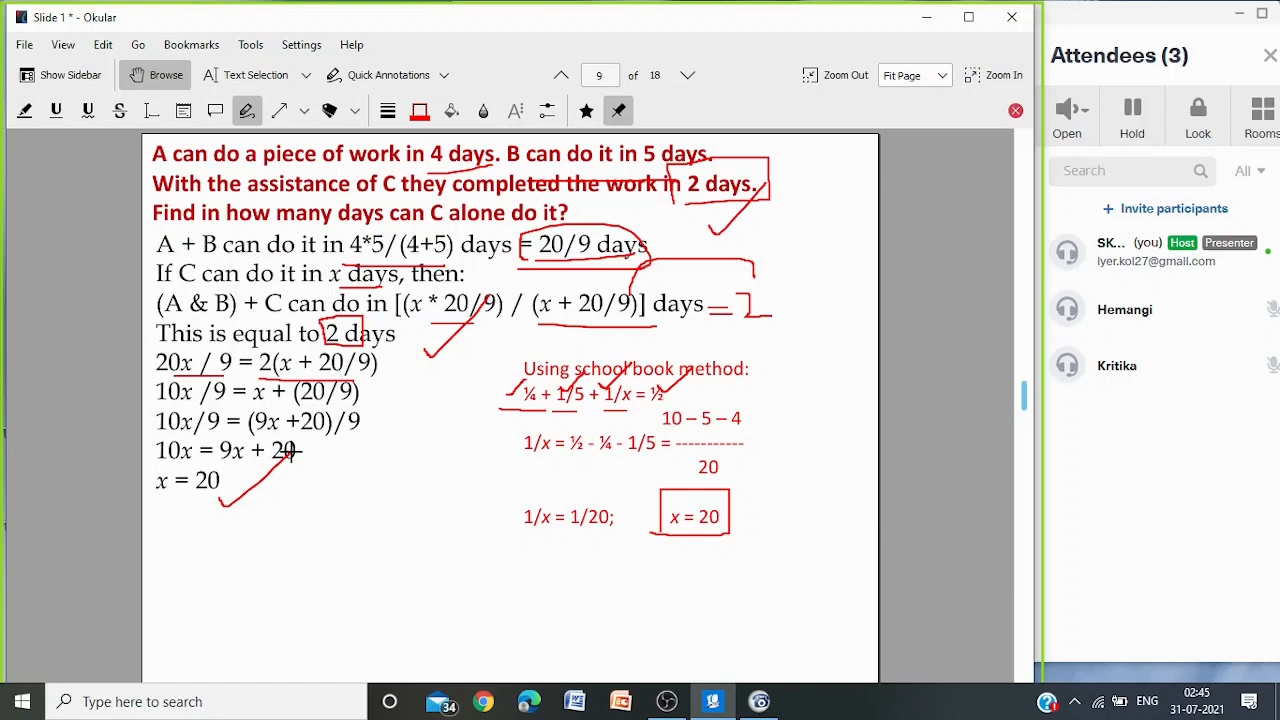 Slide 1 * - Okular
File View Edit Go Bookmarks Tools Settings Help
Show Sidebar Browse Text Selection Quick Annotations 9 of 18 Zoom Out Fit Page Zoom In
A can do a piece of work in 4 days. B can do it in 5 days.
With the assistance of C they completed the work in 2 days.
Find in how many days can C alone do it?
A + B can do it in 4*5/(4+5) days = 20/9 days
If C can do it in x days, then:
(A & B) + C can do in [(x * 20/9) / (x + 20/9)] days = 2
This is equal to 2 days
20x / 9 = 2(x + 20/9)
10x /9 = x + (20/9)
10x/9 = (9x +20)/9
10x = 9x + 20
x = 20
Using school book method:
¼ + 1/5 + 1/x = ½
10 – 5 – 4
1/x = ½ - ¼ - 1/5 = -----------
20
1/x = 1/20; x = 20
Attendees (3)
Open Hold Lock Rooms
Search All
+ Invite participants
SK... (you) Host Presenter
lyer.kol27@gmail.com
Hemangi
Kritika
Type here to search
34
ENG
02:45
31-07-2021